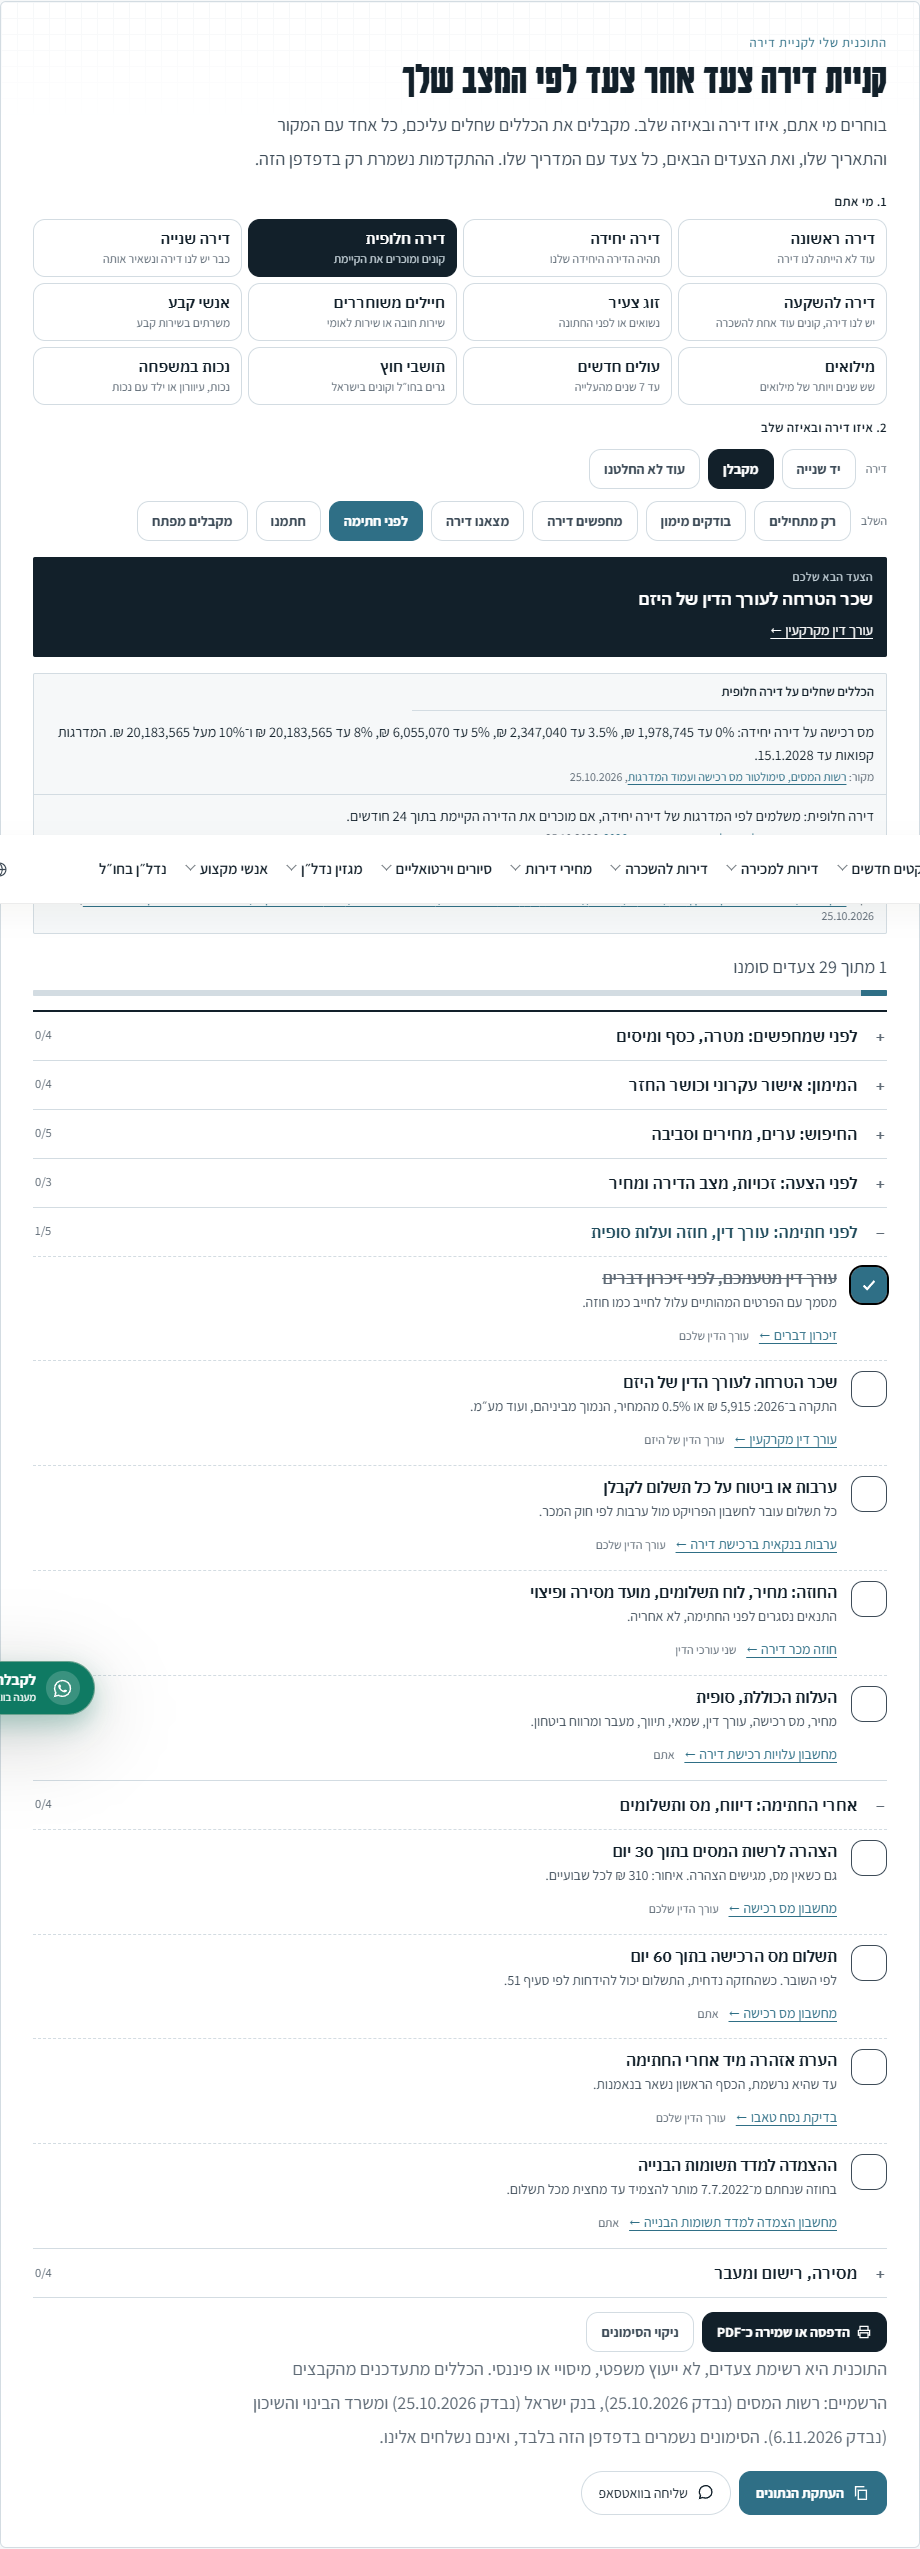 התוכנית שלי לקניית דירה
קניית דירה צעד אחר צעד לפי המצב שלך
בוחרים מי אתם, איזו דירה ובאיזה שלב. מקבלים את הכללים שחלים עליכם, כל אחד עם המקור
והתאריך שלו, ואת הצעדים הבאים, כל צעד עם המדריך שלו. ההתקדמות נשמרת רק בדפדפן הזה.
1. מי אתם
דירה ראשונה
עוד לא הייתה לנו דירה
דירה יחידה
תהיה הדירה היחידה שלנו
דירה חלופית
קונים ומוכרים את הקיימת
דירה שנייה
כבר יש לנו דירה ונשאיר אותה
דירה להשקעה
יש לנו דירה, קונים עוד אחת להשכרה
זוג צעיר
נשואים או לפני החתונה
חיילים משוחררים
שירות חובה או שירות לאומי
אנשי קבע
משרתים בשירות קבע
מילואים
שש שנים ויותר של מילואים
עולים חדשים
עד 7 שנים מהעלייה
תושבי חוץ
גרים בחו״ל וקונים בישראל
נכות במשפחה
נכות, עיוורון או ילד עם נכות
2. איזו דירה ובאיזה שלב
דירה יד שנייה מקבלן עוד לא החלטנו
השלב רק מתחילים בודקים מימון מחפשים דירה מצאנו דירה לפני חתימה חתמנו מקבלים מפתח
הצעד הבא שלכם
שכר הטרחה לעורך הדין של היזם
עורך דין מקרקעין ←
הכללים שחלים על דירה חלופית
מס רכישה על דירה יחידה: 0% עד 1,978,745 ₪, 3.5% עד 2,347,040 ₪, 5% עד 6,055,070 ₪, 8% עד 20,183,565 ₪ ו־10% מעל 20,183,565 ₪. המדרגות
קפואות עד 15.1.2028.
מקור: רשות המסים, סימולטור מס רכישה ועמוד המדרגות, 25.10.2026
דירה חלופית: משלמים לפי המדרגות של דירה יחידה, אם מוכרים את הדירה הקיימת בתוך 24 חודשים.
דירות למכירה דירות להשכרה מחירי דירות סיורים וירטואליים מגזין נדל״ן אנשי מקצוע נדל״ן בחו״ל
25.10.2026
1 מתוך 29 צעדים סומנו
+ לפני שמחפשים: מטרה, כסף ומיסים 0/4
+ המימון: אישור עקרוני וכושר החזר 0/4
+ החיפוש: ערים, מחירים וסביבה 0/5
+ לפני הצעה: זכויות, מצב הדירה ומחיר 0/3
− לפני חתימה: עורך דין, חוזה ועלות סופית 1/5
עורך דין מטעמכם, לפני זיכרון דברים
מסמך עם הפרטים המהותיים עלול לחייב כמו חוזה.
זיכרון דברים ← עורך הדין שלכם
שכר הטרחה לעורך הדין של היזם
התקרה ב־2026: 5,915 ₪ או 0.5% מהמחיר, הנמוך מביניהם, ועוד מע״מ.
עורך דין מקרקעין ← עורך הדין של היזם
ערבות או ביטוח על כל תשלום לקבלן
כל תשלום עובר לחשבון הפרויקט מול ערבות לפי חוק המכר.
ערבות בנקאית ברכישת דירה ← עורך הדין שלכם
החוזה: מחיר, לוח תשלומים, מועד מסירה ופיצוי
התנאים נסגרים לפני החתימה, לא אחריה.
חוזה מכר דירה ← שני עורכי הדין
העלות הכוללת, סופית
מחיר, מס רכישה, עורך דין, שמאי, תיווך, מעבר ומרווח ביטחון.
מחשבון עלויות רכישת דירה ← אתם
− אחרי החתימה: דיווח, מס ותשלומים 0/4
הצהרה לרשות המסים בתוך 30 יום
גם כשאין מס, מגישים הצהרה. איחור: 310 ₪ לכל שבועיים.
מחשבון מס רכישה ← עורך הדין שלכם
תשלום מס הרכישה בתוך 60 יום
לפי השובר. כשהחזקה נדחית, התשלום יכול להידחות לפי סעיף 51.
מחשבון מס רכישה ← אתם
הערת אזהרה מיד אחרי החתימה
עד שהיא נרשמת, הכסף הראשון נשאר בנאמנות.
בדיקת נסח טאבו ← עורך הדין שלכם
ההצמדה למדד תשומות הבנייה
בחוזה שנחתם מ־7.7.2022 מותר להצמיד עד מחצית מכל תשלום.
מחשבון הצמדה למדד תשומות הבנייה ← אתם
+ מסירה, רישום ומעבר 0/4
הדפסה או שמירה כ־PDF ניקוי הסימונים
התוכנית היא רשימת צעדים, לא ייעוץ משפטי, מיסויי או פיננסי. הכללים מתעדכנים מהקבצים
הרשמיים: רשות המסים (נבדק 25.10.2026), בנק ישראל (נבדק 25.10.2026) ומשרד הבינוי והשיכון
(נבדק 6.11.2026). הסימונים נשמרים בדפדפן הזה בלבד, ואינם נשלחים אלינו.
העתקת הנתונים שליחה בוואטסאפ